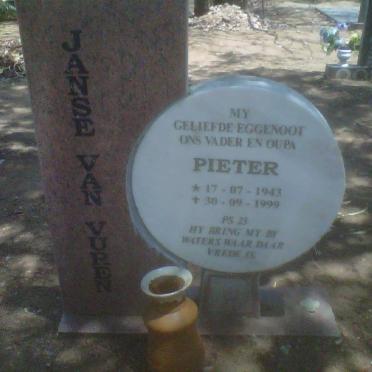 JANSE VAN VUREN
MY
GELIEFDE EGGENOOT
ONS VADER EN OUPA
PIETER
* 17 - 07 - 1943
✝ 30 - 09 - 1999
PS 23
HY BRING MY BY
WATERS WAAR DAAR
VREDE IS.